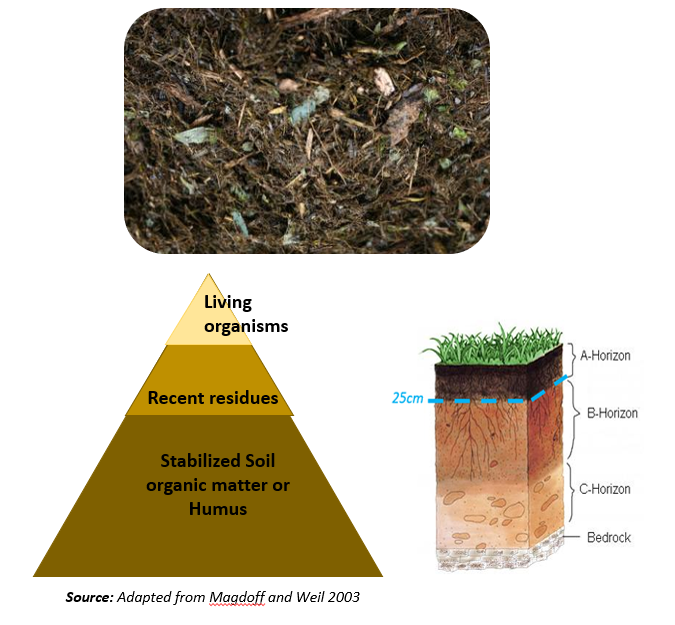 Living
organisms
Recent residues
Stabilized Soil
organic matter or
Humus
Source: Adapted from Magdoff and Weil 2003
25cm
A-Horizon
B-Horizon
C-Horizon
Bedrock